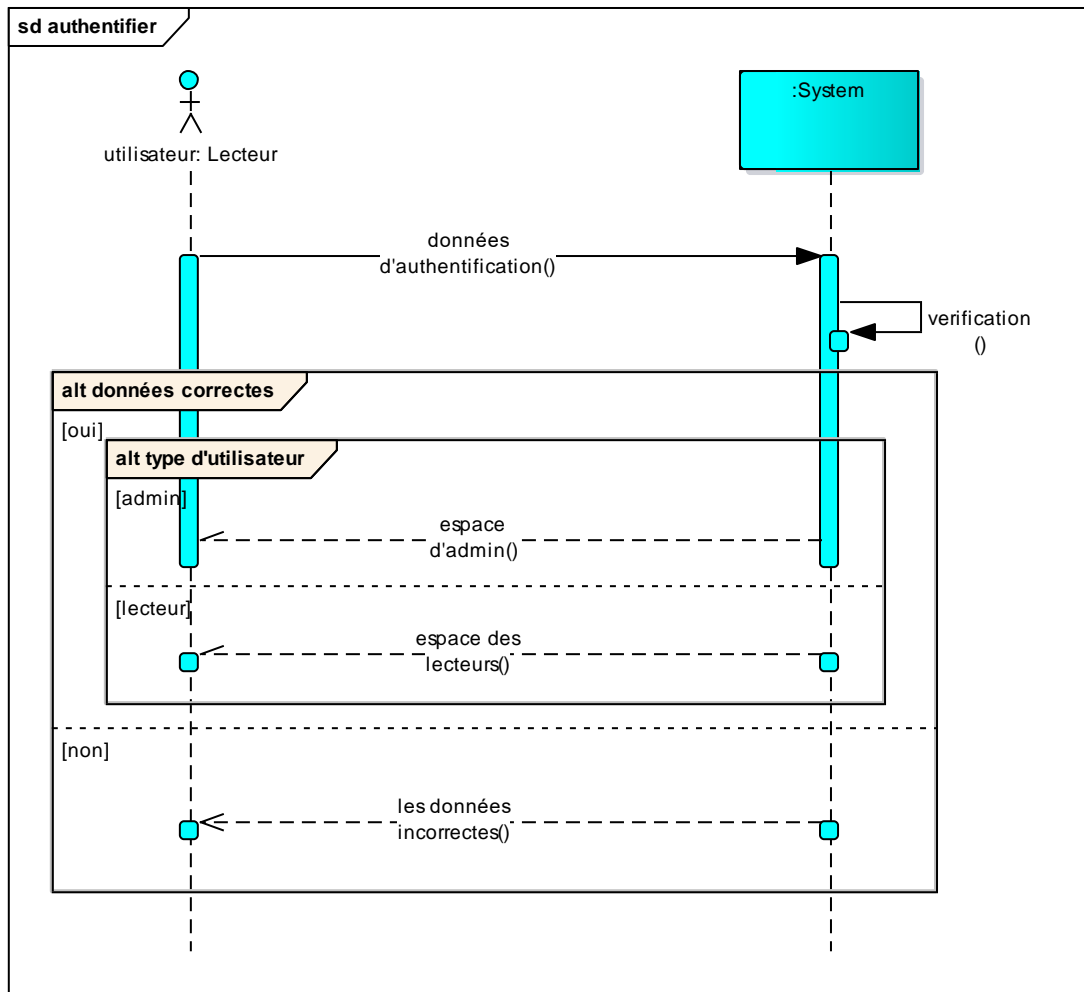 sd authentifier
utilisateur: Lecteur
:System
données
d'authentification()
verification
()
alt données correctes
[oui]
alt type d'utilisateur
[admin]
espace
d'admin()
[lecteur]
espace des
lecteurs()
[non]
les données
incorrectes()